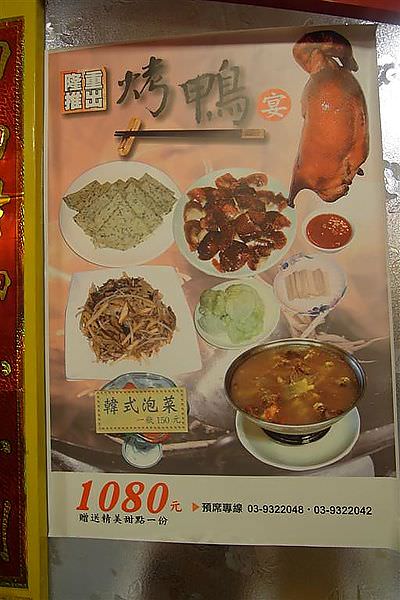 隆重
推出
烤鴨宴
韓式泡菜
一瓶150元
1080元
贈送精美甜點一份
▶預席專線 03-9322048・03-9322042